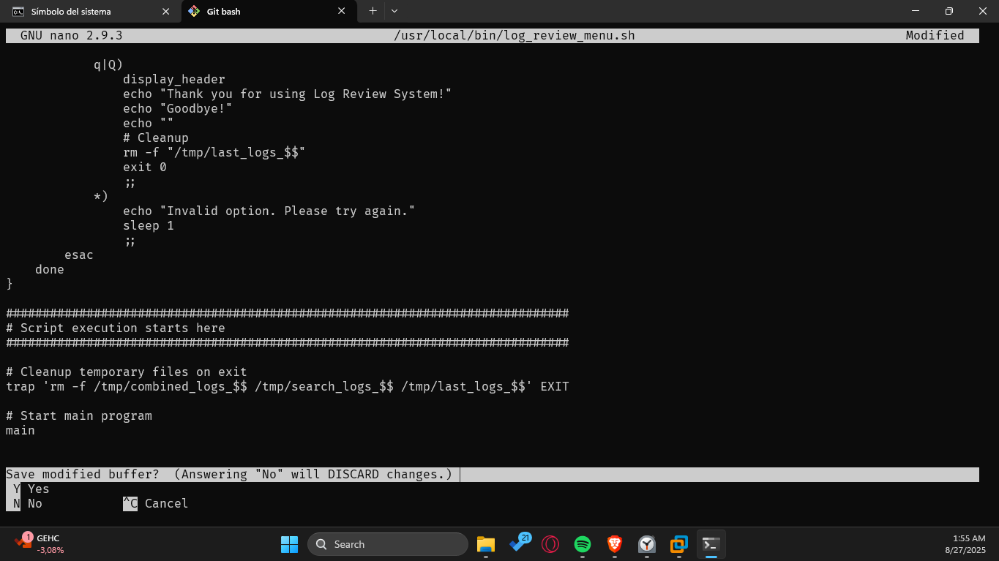 Símbolo del sistema
Git bash
GNU nano 2.9.3 /usr/local/bin/log_review_menu.sh Modified
q|Q)
display_header
echo "Thank you for using Log Review System!"
echo "Goodbye!"
echo ""
# Cleanup
rm -f "/tmp/last_logs_$$"
exit 0
;;
*)
echo "Invalid option. Please try again."
sleep 1
;;
esac
done
}
#############################################################################
# Script execution starts here
#############################################################################
# Cleanup temporary files on exit
trap 'rm -f /tmp/combined_logs_$$ /tmp/search_logs_$$ /tmp/last_logs_$$' EXIT
# Start main program
main
Save modified buffer?  (Answering "No" will DISCARD changes.)
Y Yes
N No ^C Cancel
1
GEHC
-3,08%
Search
21
1:55 AM
8/27/2025